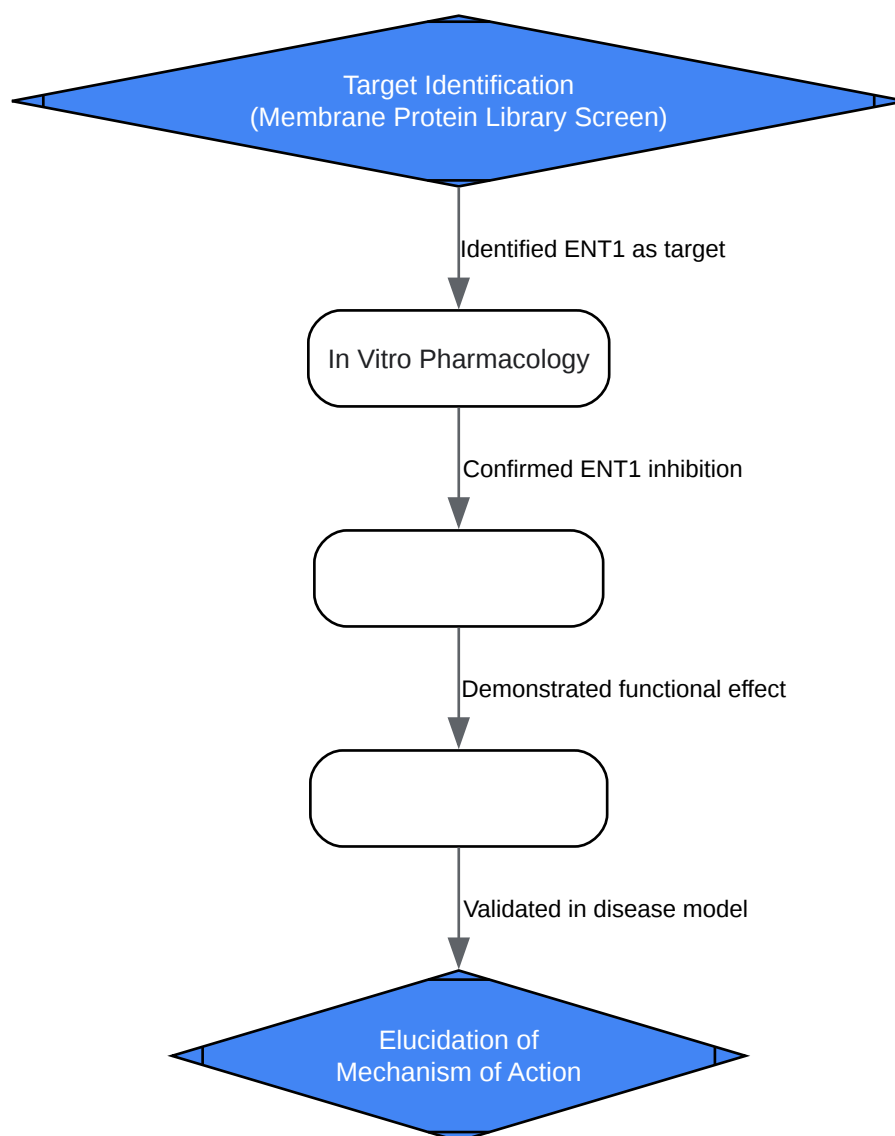 Target Identification
(Membrane Protein Library Screen)
Identified ENT1 as target
In Vitro Pharmacology
Confirmed ENT1 inhibition
Demonstrated functional effect
Validated in disease model
Elucidation of
Mechanism of Action